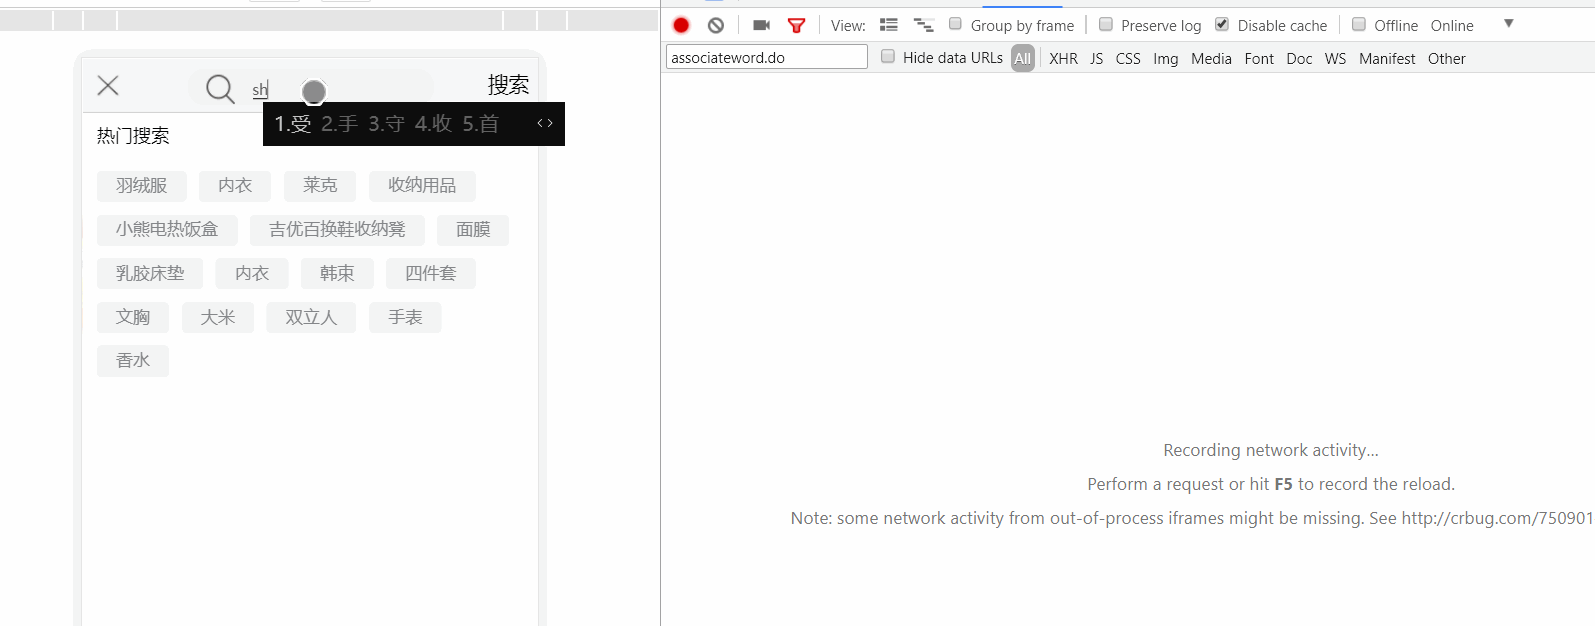 View: Group by frame Preserve log Disable cache Offline Online
associateword.do Hide data URLs All XHR JS CSS Img Media Font Doc WS Manifest Other
sh 搜索
1.受 2.手 3.守 4.收 5.首 <>
热门搜索
羽绒服 内衣 莱克 收纳用品
小熊电热饭盒 吉优百换鞋收纳凳 面膜
乳胶床垫 内衣 韩束 四件套
文胸 大米 双立人 手表
香水
Recording network activity...
Perform a request or hit F5 to record the reload.
Note: some network activity from out-of-process iframes might be missing. See http://crbug.com/750901